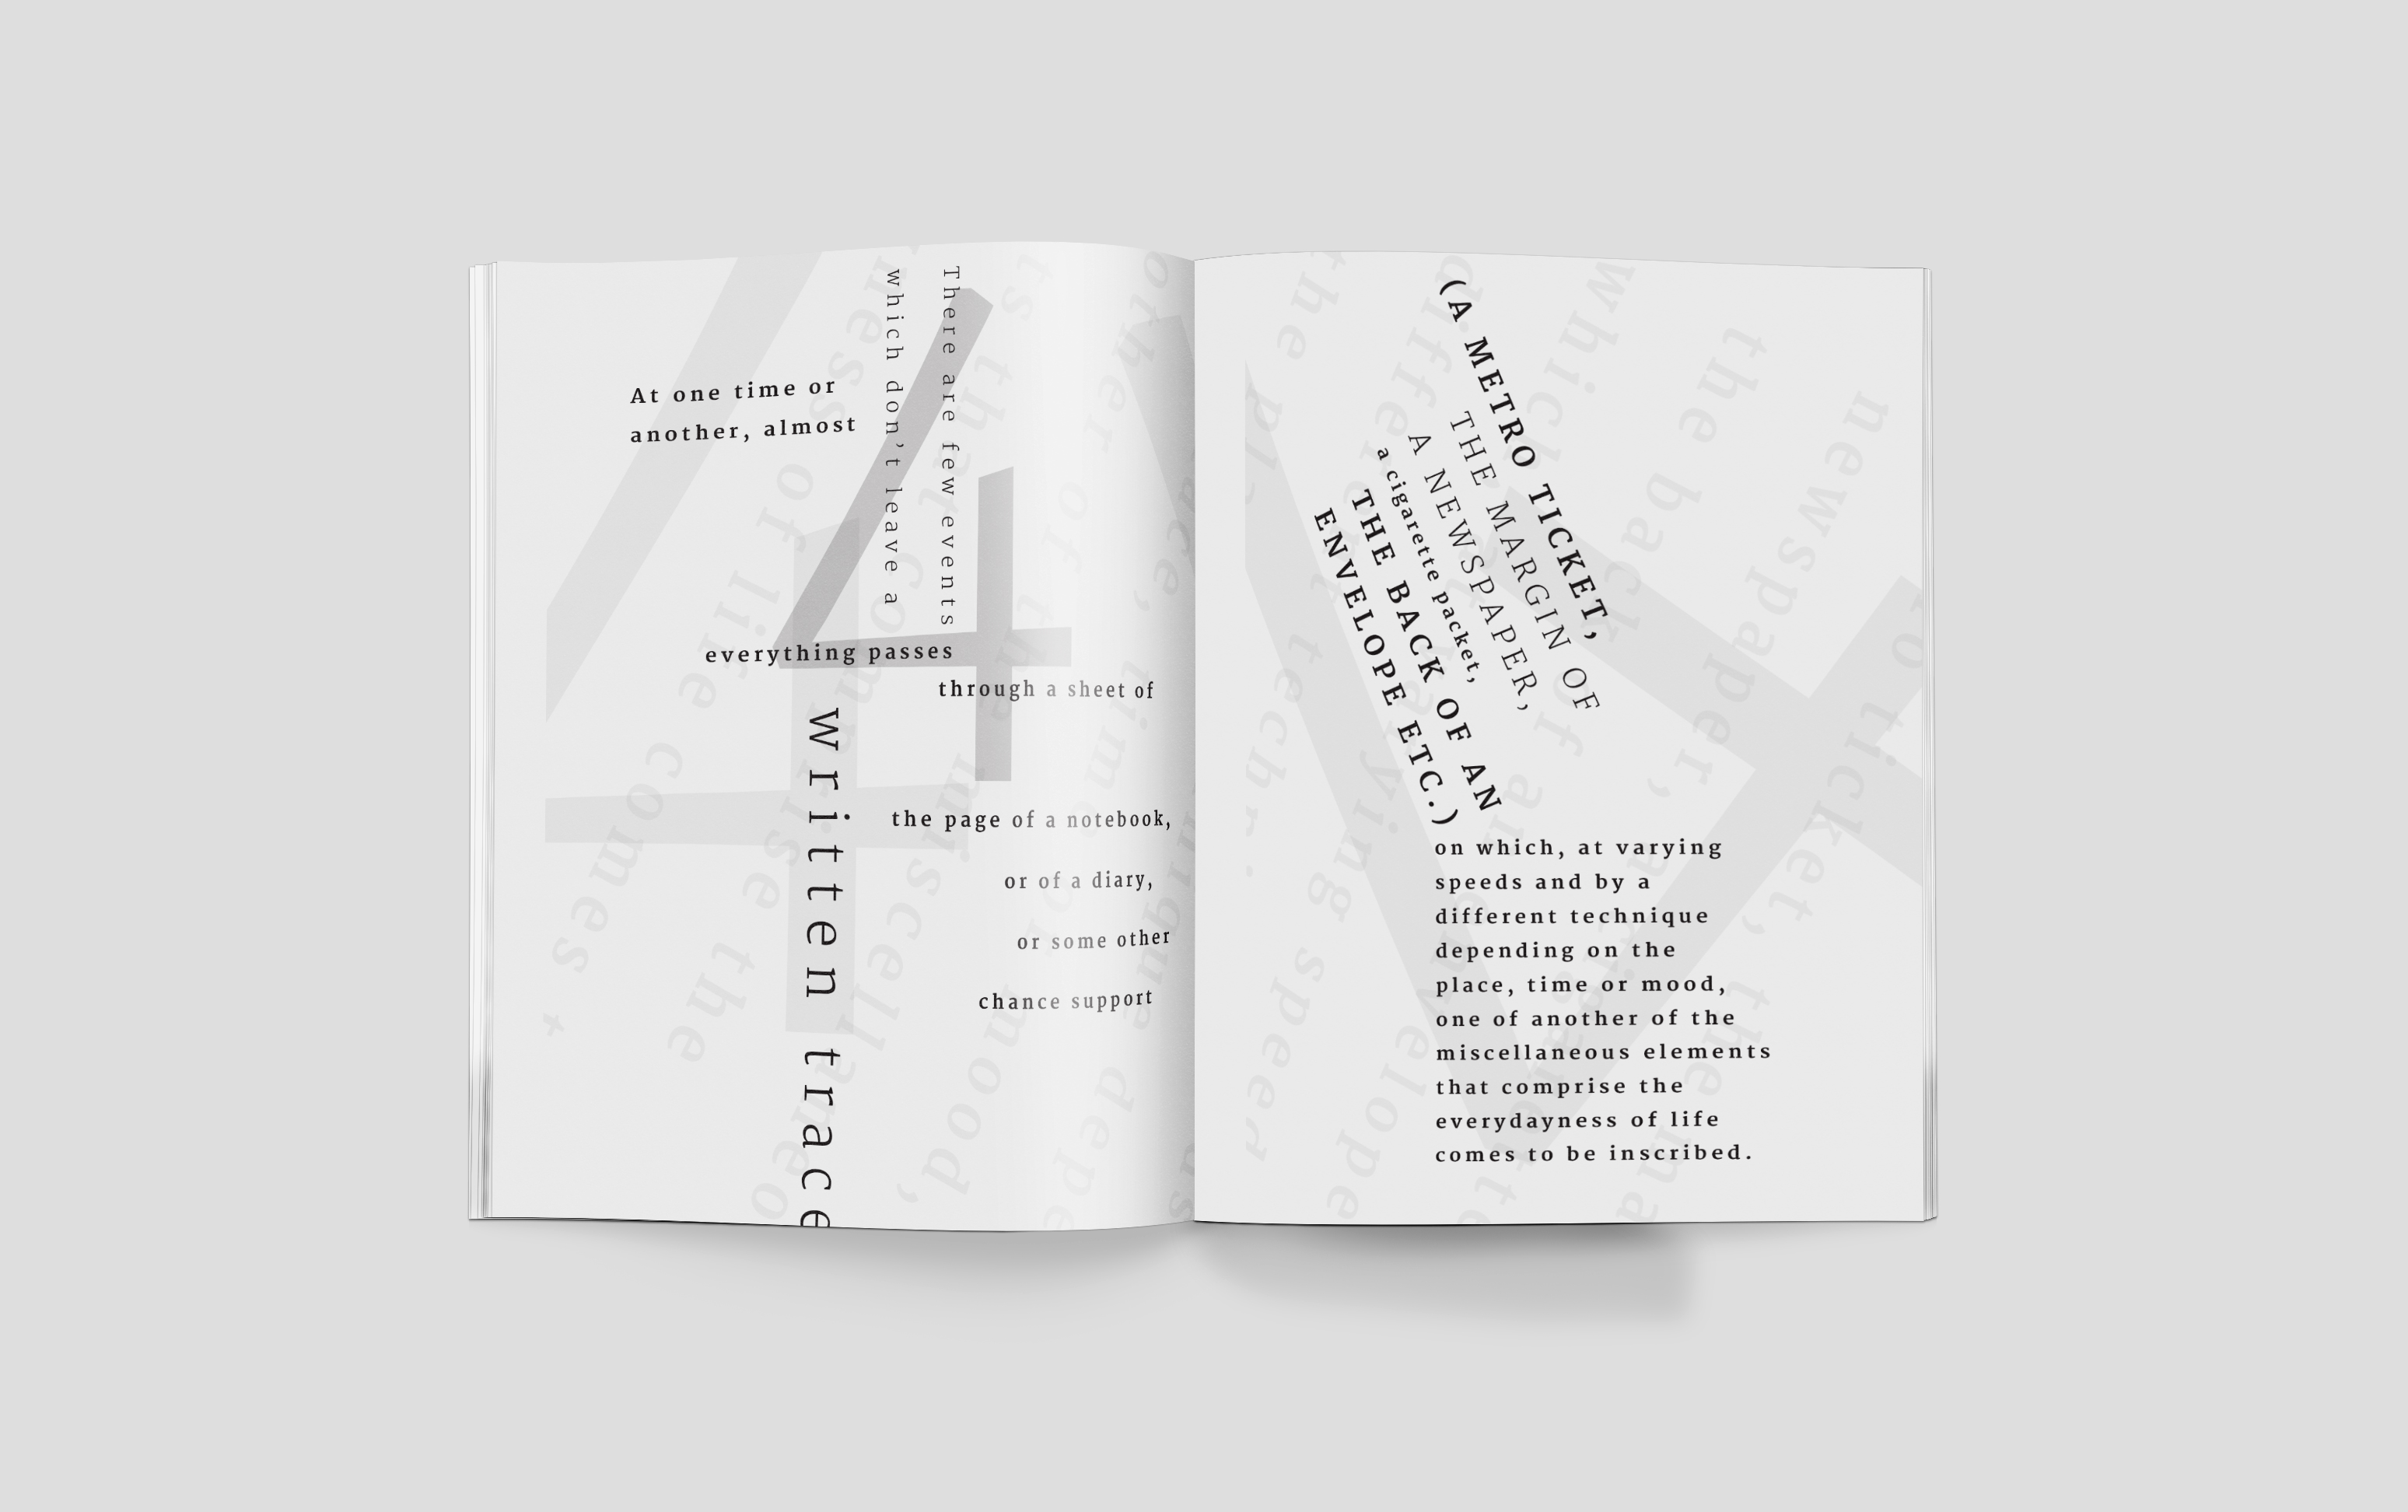 There are few events
which don't leave a
written trace
At one time or
another, almost
everything passes
through a sheet of
the page of a notebook,
or of a diary,
or some other
chance support
(A METRO TICKET,
THE MARGIN OF
A NEWSPAPER,
a cigarette packet,
THE BACK OF AN
ENVELOPE ETC.)
on which, at varying
speeds and by a
different technique
depending on the
place, time or mood,
one of another of the
miscellaneous elements
that comprise the
everydayness of life
comes to be inscribed.
4
4
4